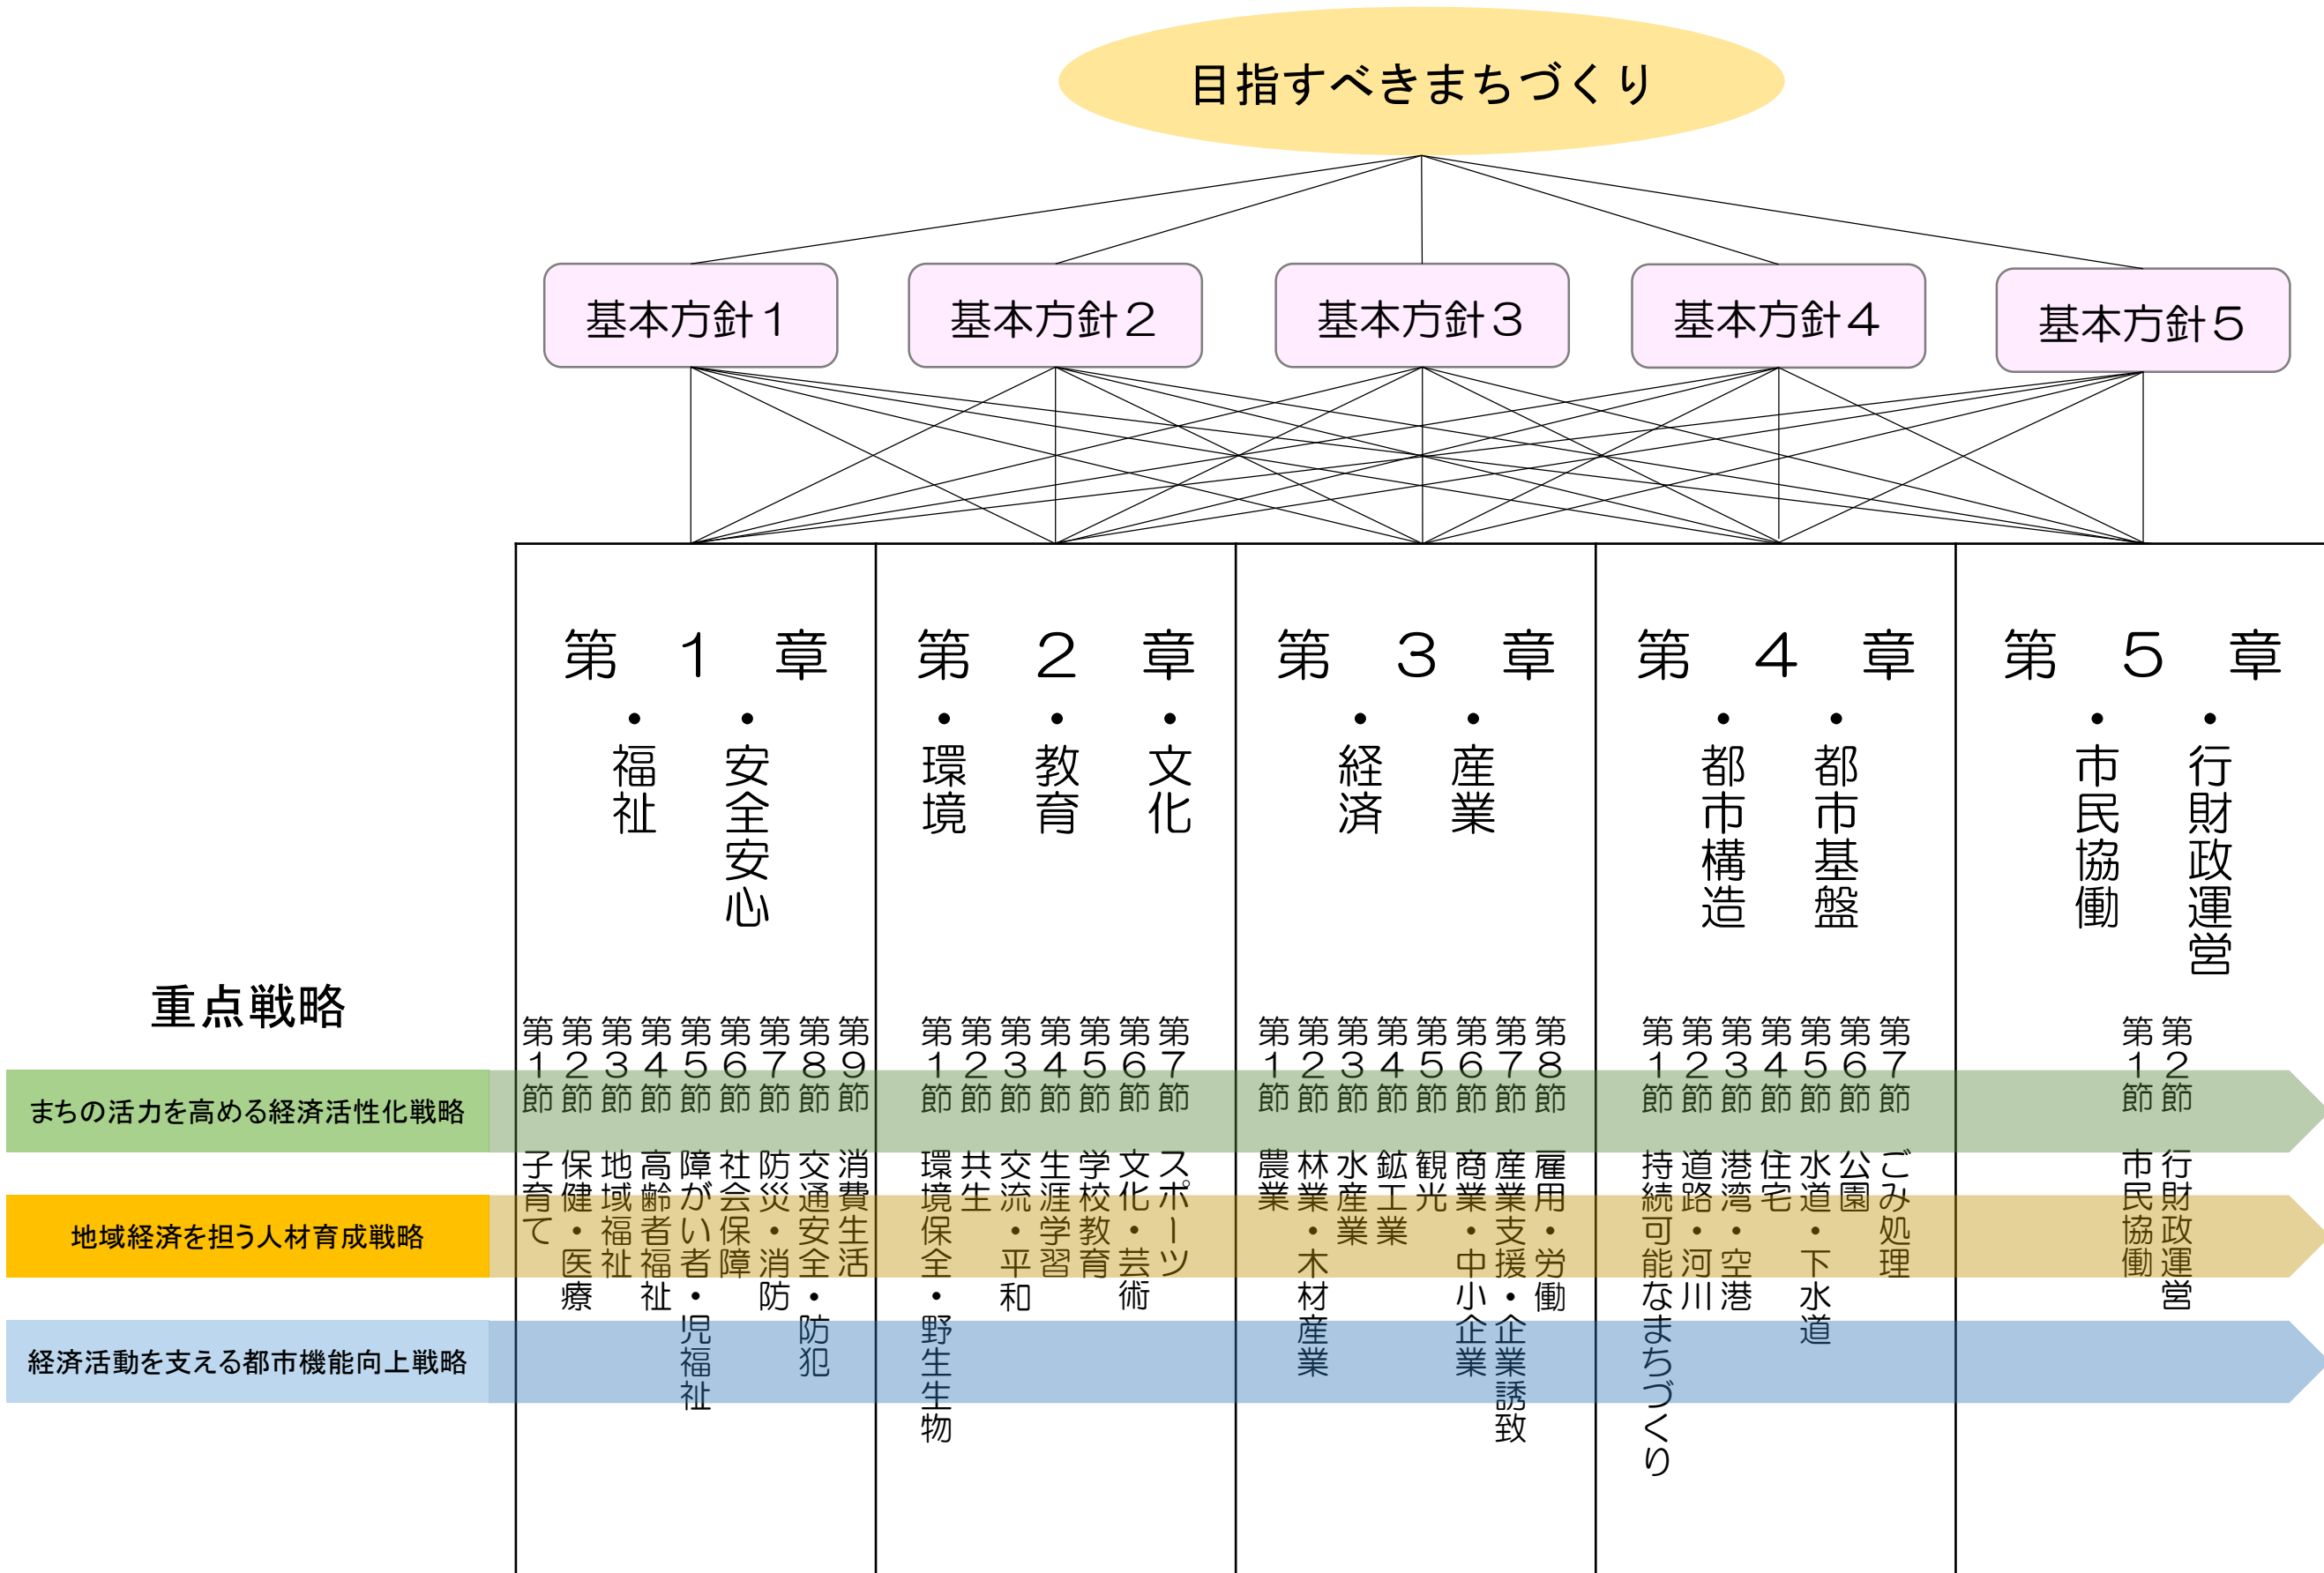 目指すべきまちづくり
基本方針１
基本方針２
基本方針３
基本方針４
基本方針５
第１章
・福祉
・安全安心
第２章
・環境
・教育
・文化
第３章
・経済
・産業
第４章
・都市構造
・都市基盤
第５章
・市民協働
・行財政運営
第１節　子育て
第２節　保健・医療
第３節　地域福祉
第４節　高齢者福祉
第５節　障がい者・児福祉
第６節　社会保障
第７節　防災・消防
第８節　交通安全・防犯
第９節　消費生活
第１節　環境保全・野生生物
第２節　共生
第３節　交流・平和
第４節　生涯学習
第５節　学校教育
第６節　文化・芸術
第７節　スポーツ
第１節　農業
第２節　林業・木材産業
第３節　水産業
第４節　鉱工業
第５節　観光
第６節　商業・中小企業
第７節　産業支援・企業誘致
第８節　雇用・労働
第１節　持続可能なまちづくり
第２節　道路・河川
第３節　港湾・空港
第４節　住宅
第５節　水道・下水道
第６節　公園
第７節　ごみ処理
第１節　市民協働
第２節　行財政運営
重点戦略
まちの活力を高める経済活性化戦略
地域経済を担う人材育成戦略
経済活動を支える都市機能向上戦略